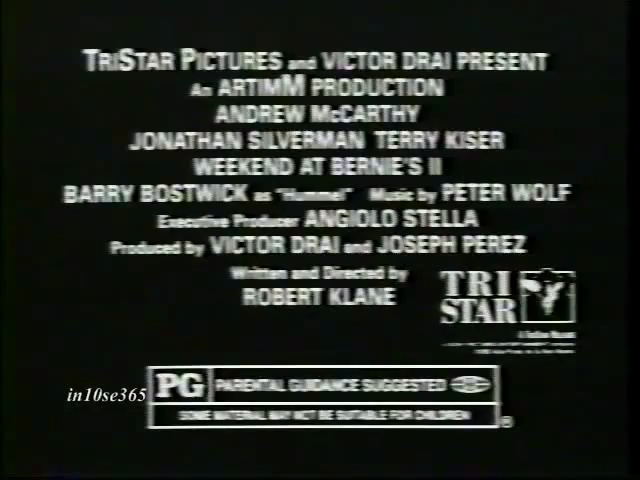 TRISTAR PICTURES and VICTOR DRAI PRESENT
An ARTIMM PRODUCTION
ANDREW McCARTHY
JONATHAN SILVERMAN TERRY KISER
WEEKEND AT BERNIE'S II
BARRY BOSTWICK as "Hummel" Music by PETER WOLF
Executive Producer ANGIOLO STELLA
Produced by VICTOR DRAI and JOSEPH PEREZ
Written and Directed by
ROBERT KLANE
TRI
STAR
in10se365
PG PARENTAL GUIDANCE SUGGESTED
SOME MATERIAL MAY NOT BE SUITABLE FOR CHILDREN ®